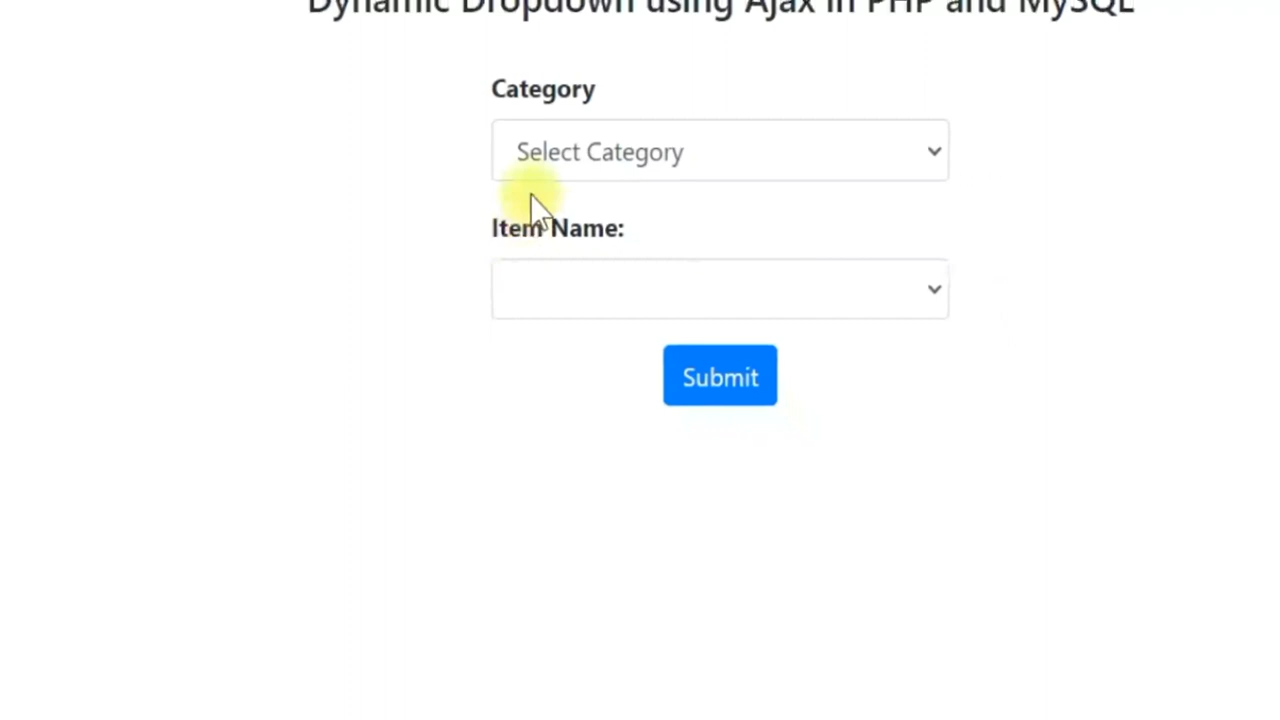 Dynamic Dropdown using Ajax in PHP and MySQL
Category
Select Category
Item Name:
Submit